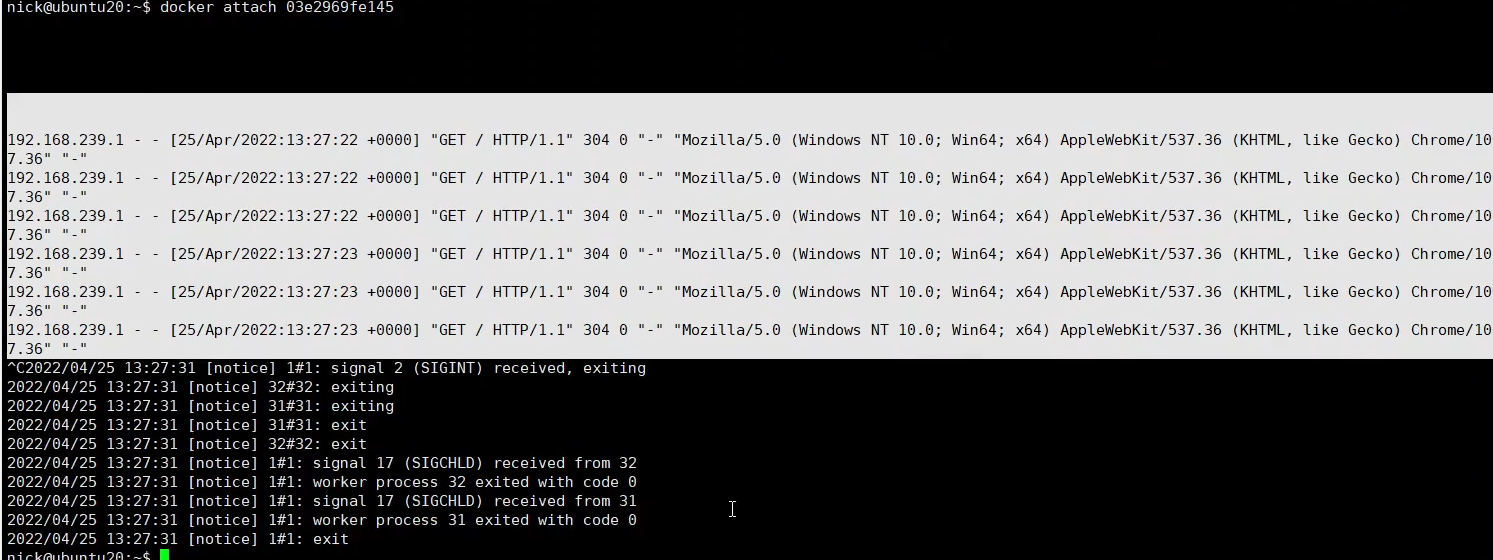 nick@ubuntu20:~$ docker attach 03e2969fe145
192.168.239.1 - - [25/Apr/2022:13:27:22 +0000] "GET / HTTP/1.1" 304 0 "-" "Mozilla/5.0 (Windows NT 10.0; Win64; x64) AppleWebKit/537.36 (KHTML, like Gecko) Chrome/10
7.36" "-"
192.168.239.1 - - [25/Apr/2022:13:27:22 +0000] "GET / HTTP/1.1" 304 0 "-" "Mozilla/5.0 (Windows NT 10.0; Win64; x64) AppleWebKit/537.36 (KHTML, like Gecko) Chrome/10
7.36" "-"
192.168.239.1 - - [25/Apr/2022:13:27:22 +0000] "GET / HTTP/1.1" 304 0 "-" "Mozilla/5.0 (Windows NT 10.0; Win64; x64) AppleWebKit/537.36 (KHTML, like Gecko) Chrome/10
7.36" "-"
192.168.239.1 - - [25/Apr/2022:13:27:23 +0000] "GET / HTTP/1.1" 304 0 "-" "Mozilla/5.0 (Windows NT 10.0; Win64; x64) AppleWebKit/537.36 (KHTML, like Gecko) Chrome/10
7.36" "-"
192.168.239.1 - - [25/Apr/2022:13:27:23 +0000] "GET / HTTP/1.1" 304 0 "-" "Mozilla/5.0 (Windows NT 10.0; Win64; x64) AppleWebKit/537.36 (KHTML, like Gecko) Chrome/10
7.36" "-"
192.168.239.1 - - [25/Apr/2022:13:27:23 +0000] "GET / HTTP/1.1" 304 0 "-" "Mozilla/5.0 (Windows NT 10.0; Win64; x64) AppleWebKit/537.36 (KHTML, like Gecko) Chrome/10
7.36" "-"
^C2022/04/25 13:27:31 [notice] 1#1: signal 2 (SIGINT) received, exiting
2022/04/25 13:27:31 [notice] 32#32: exiting
2022/04/25 13:27:31 [notice] 31#31: exiting
2022/04/25 13:27:31 [notice] 31#31: exit
2022/04/25 13:27:31 [notice] 32#32: exit
2022/04/25 13:27:31 [notice] 1#1: signal 17 (SIGCHLD) received from 32
2022/04/25 13:27:31 [notice] 1#1: worker process 32 exited with code 0
2022/04/25 13:27:31 [notice] 1#1: signal 17 (SIGCHLD) received from 31
2022/04/25 13:27:31 [notice] 1#1: worker process 31 exited with code 0
2022/04/25 13:27:31 [notice] 1#1: exit
nick@ubuntu20:~$